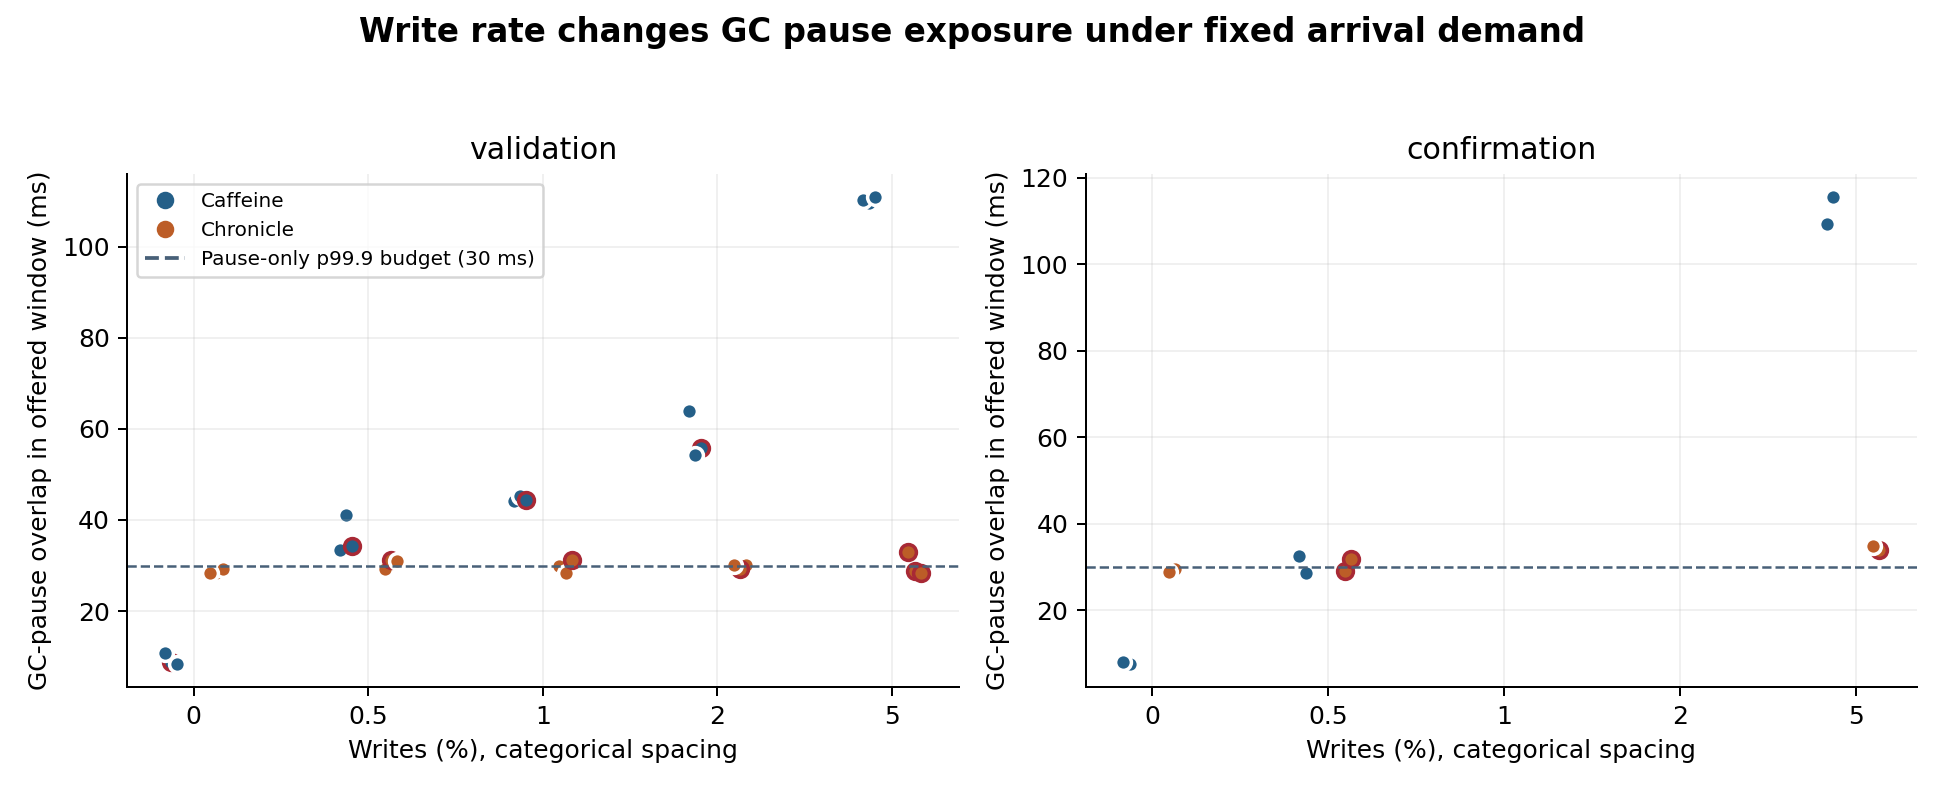 Write rate changes GC pause exposure under fixed arrival demand
validation
GC-pause overlap in offered window (ms)
100
80
60
40
20
Caffeine
Chronicle
Pause-only p99.9 budget (30 ms)
0 0.5 1 2 5
Writes (%), categorical spacing
confirmation
GC-pause overlap in offered window (ms)
120
100
80
60
40
20
0 0.5 1 2 5
Writes (%), categorical spacing